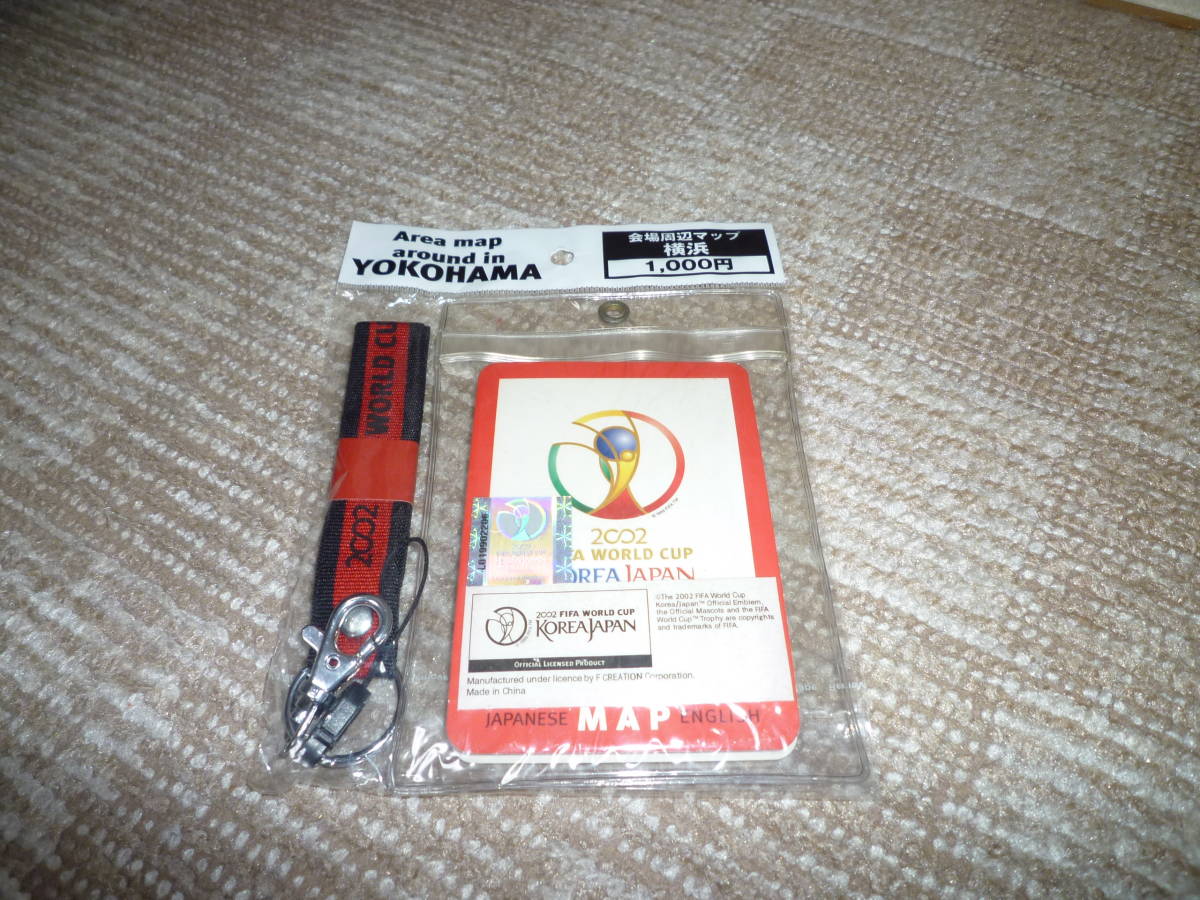 Area map
around in
YOKOHAMA
会場周辺マップ
横浜
1,000円
WORLD CU
2002
2002
FA WORLD CUP
OREA JAPAN
2002 FIFA WORLD CUP
KOREA JAPAN
OFFICIAL LICENSED PRODUCT
©The 2002 FIFA World Cup
Korea/Japan™ Official Emblem,
the Official Mascots and the FIFA
World Cup™ Trophy are copyrights
and trademarks of FIFA.
Manufactured under licence by F CREATION Corporation.
Made in China
JAPANESE MAP ENGLISH